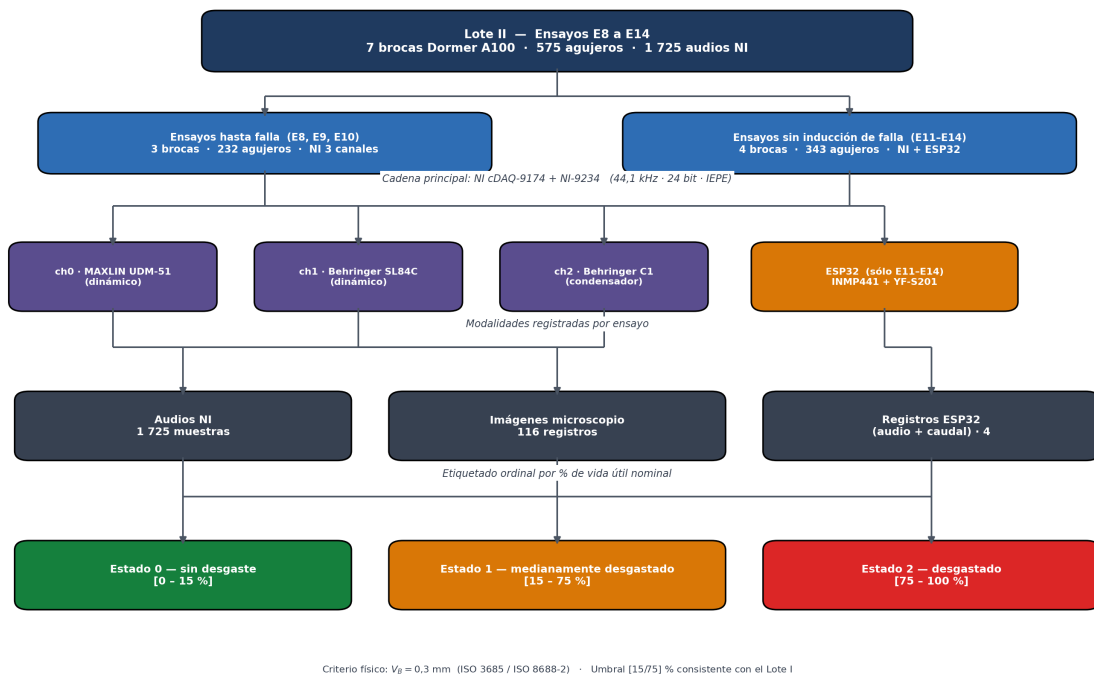 Lote II — Ensayos E8 a E14
7 brocas Dormer A100 · 575 agujeros · 1 725 audios NI
Ensayos hasta falla (E8, E9, E10)
3 brocas · 232 agujeros · NI 3 canales
Ensayos sin inducción de falla (E11–E14)
4 brocas · 343 agujeros · NI + ESP32
Cadena principal: NI cDAQ-9174 + NI-9234 (44,1 kHz · 24 bit · IEPE)
ch0 · MAXLIN UDM-51
(dinámico)
ch1 · Behringer SL84C
(dinámico)
ch2 · Behringer C1
(condensador)
ESP32 (sólo E11–E14)
INMP441 + YF-S201
Modalidades registradas por ensayo
Audios NI
1 725 muestras
Imágenes microscopio
116 registros
Registros ESP32
(audio + caudal) · 4
Etiquetado ordinal por % de vida útil nominal
Estado 0 — sin desgaste
[0 – 15 %]
Estado 1 — medianamente desgastado
[15 – 75 %]
Estado 2 — desgastado
[75 – 100 %]
Criterio físico: V_B = 0,3 mm (ISO 3685 / ISO 8688-2) · Umbral [15/75] % consistente con el Lote I